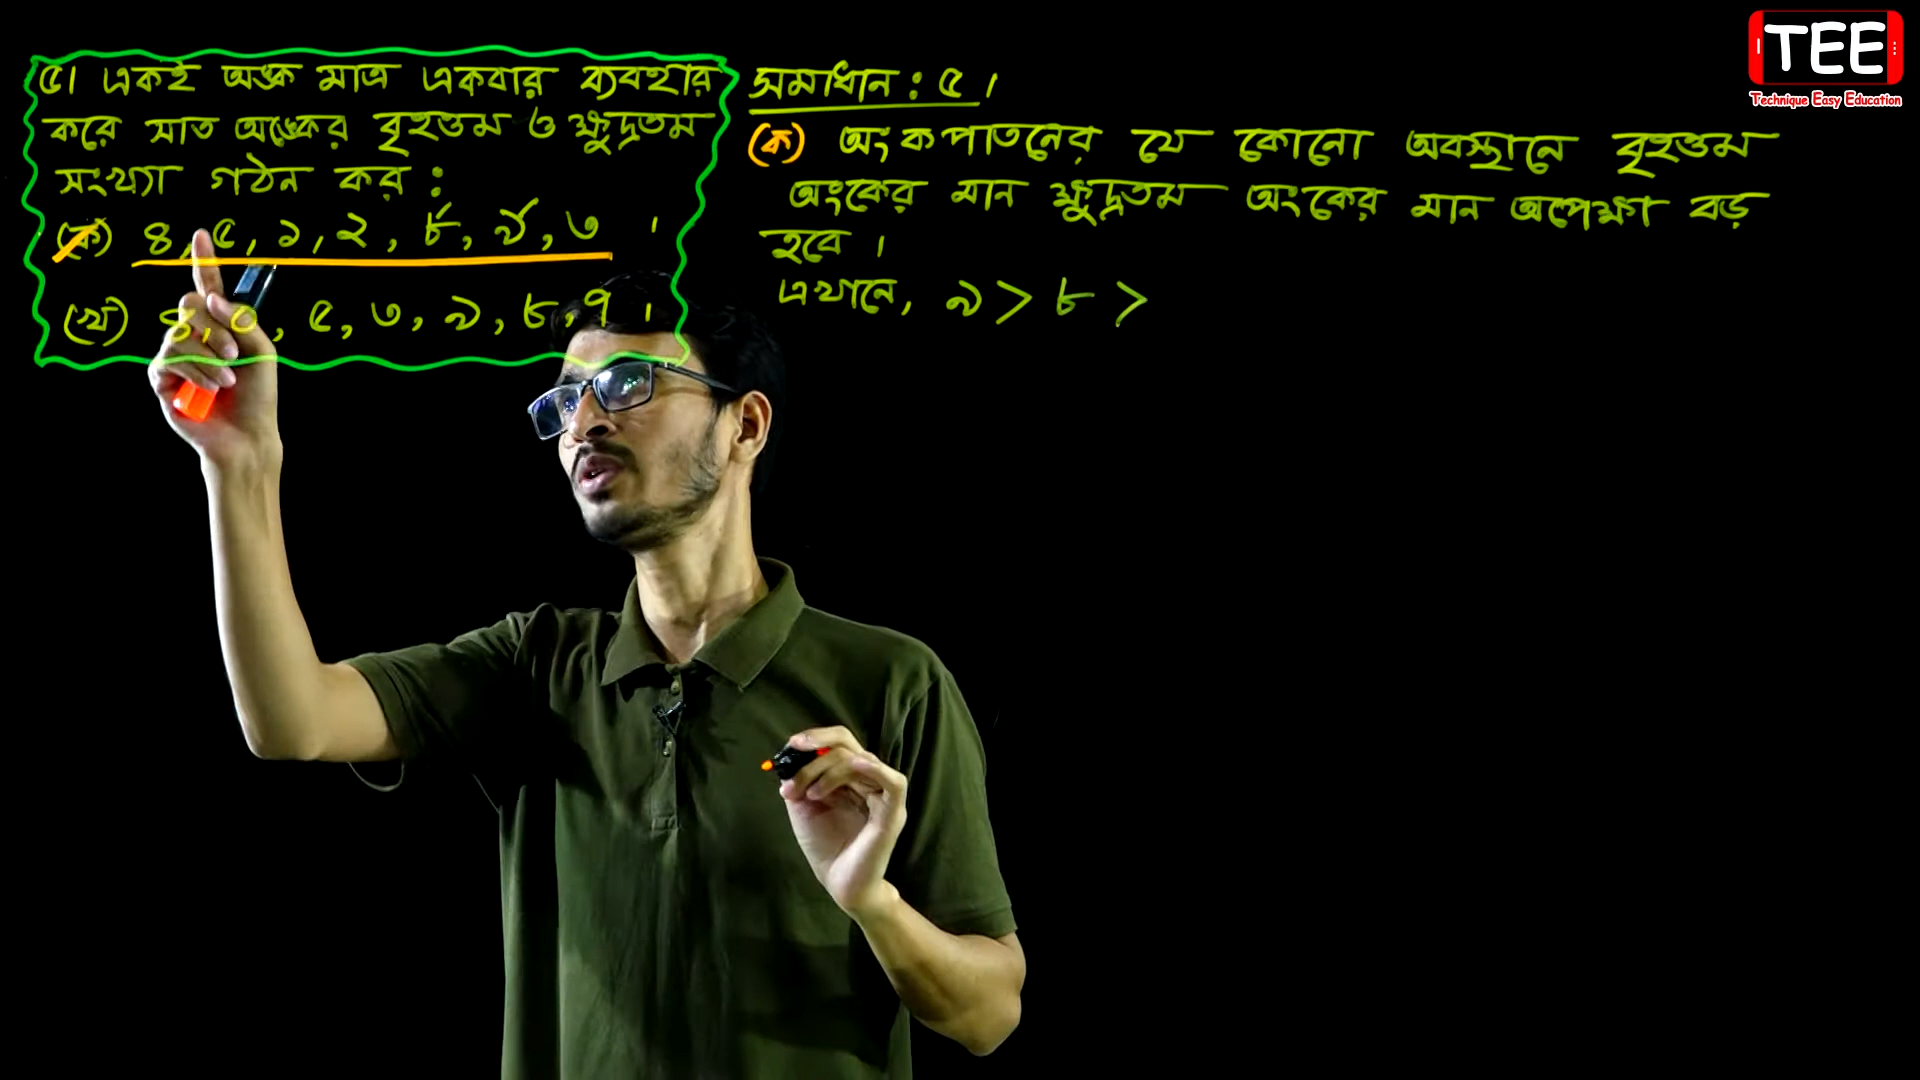 ৫। একই অঙ্ক মাত্র একবার ব্যবহার
করে সাত অঙ্কের বৃহত্তম ও ক্ষুদ্রতম
সংখ্যা গঠন কর :
(ক) ৪, ৫, ১, ২, ৮, ৯, ৩ ।
(খ) ৪, ০, ৫, ৩, ৯, ৮, ৭ ।
সমাধান : ৫ ।
(ক) অংকপাতনের যে কোনো অবস্থানে বৃহত্তম
অংকের মান ক্ষুদ্রতম অংকের মান অপেক্ষা বড়
হবে ।
এখানে, ৯ > ৮ >
TEE
Technique Easy Education